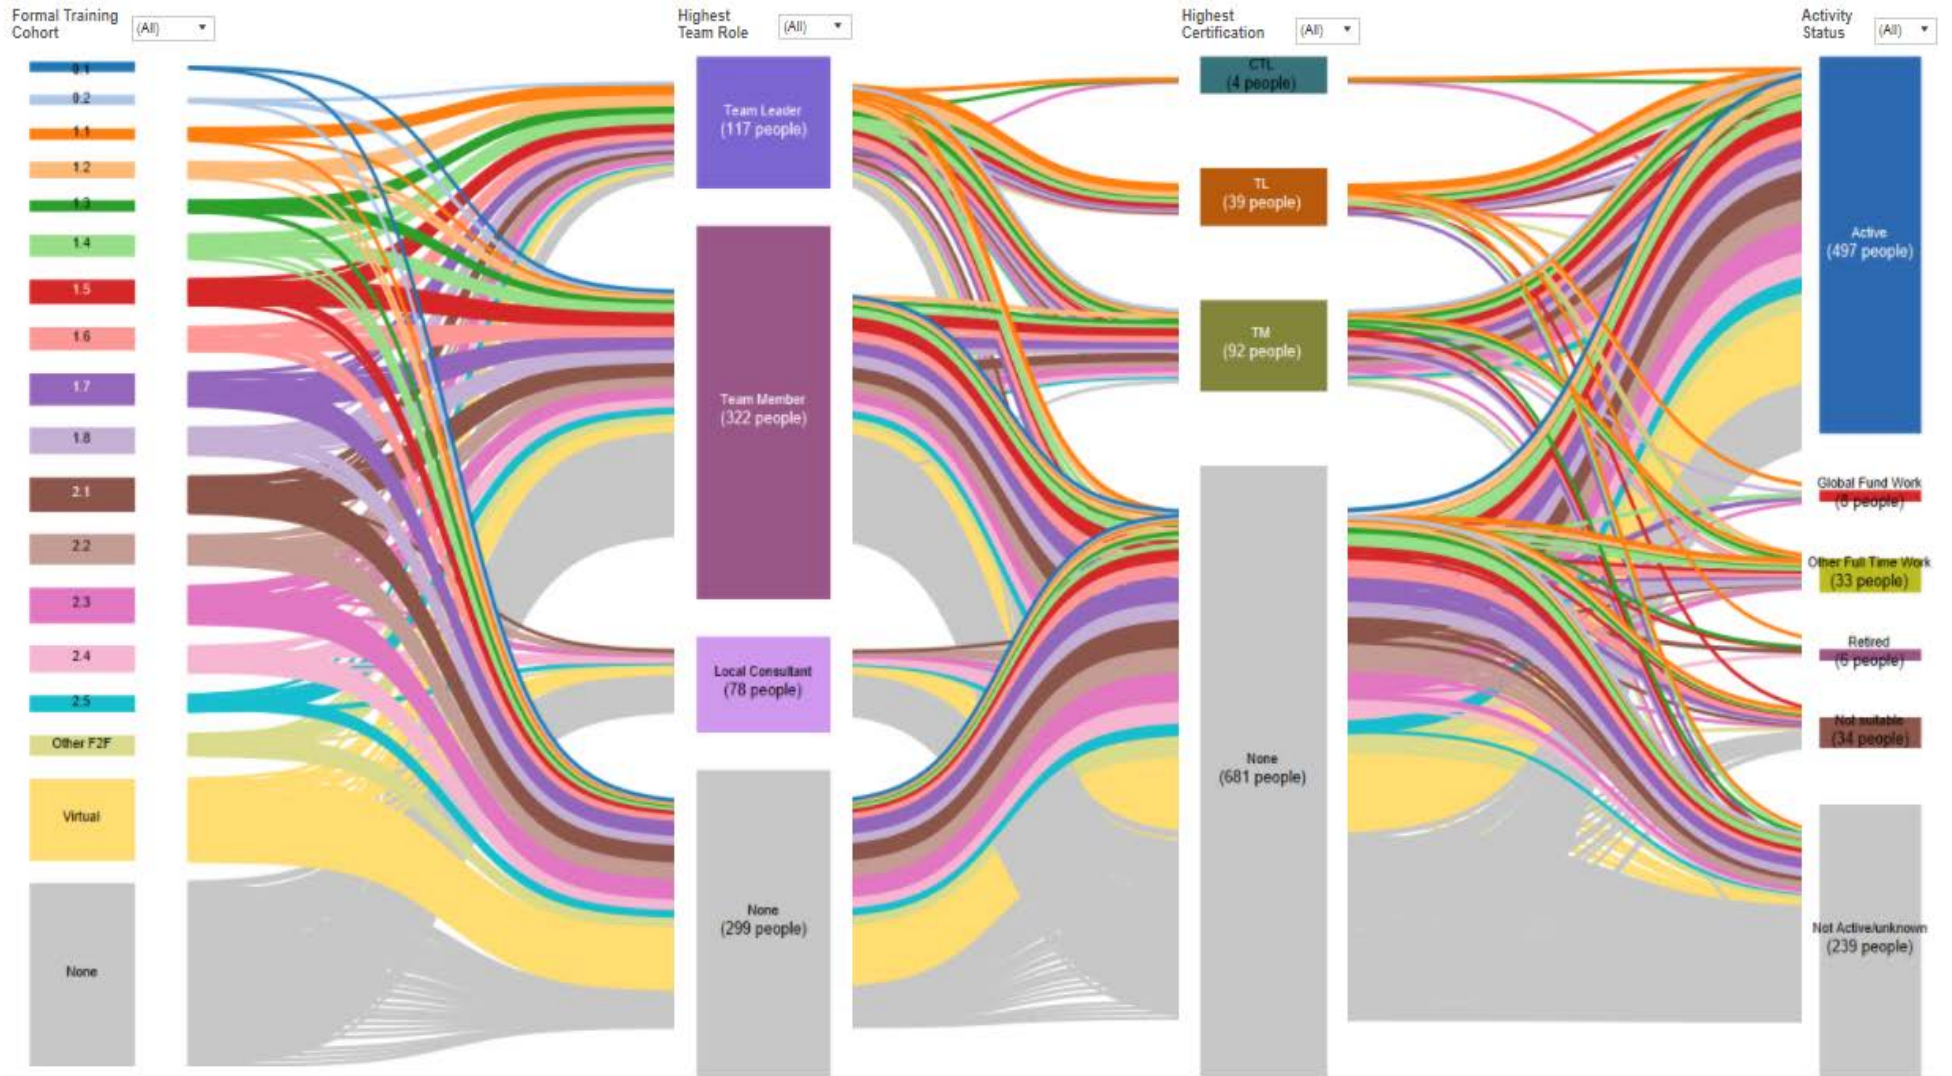 Formal Training
Cohort
(All)
Highest
Team Role
(All)
Highest
Certification
(All)
Activity
Status
(All)
0.1
0.2
1.1
1.2
1.3
1.4
1.5
1.6
1.7
1.8
2.1
2.2
2.3
2.4
2.5
Other F2F
Virtual
None
Team Leader
(117 people)
Team Member
(322 people)
Local Consultant
(78 people)
None
(299 people)
CTL
(4 people)
TL
(39 people)
TM
(92 people)
None
(681 people)
Active
(497 people)
Global Fund Work
(8 people)
Other Full Time Work
(33 people)
Retired
(6 people)
Not suitable
(34 people)
Not Active/unknown
(239 people)